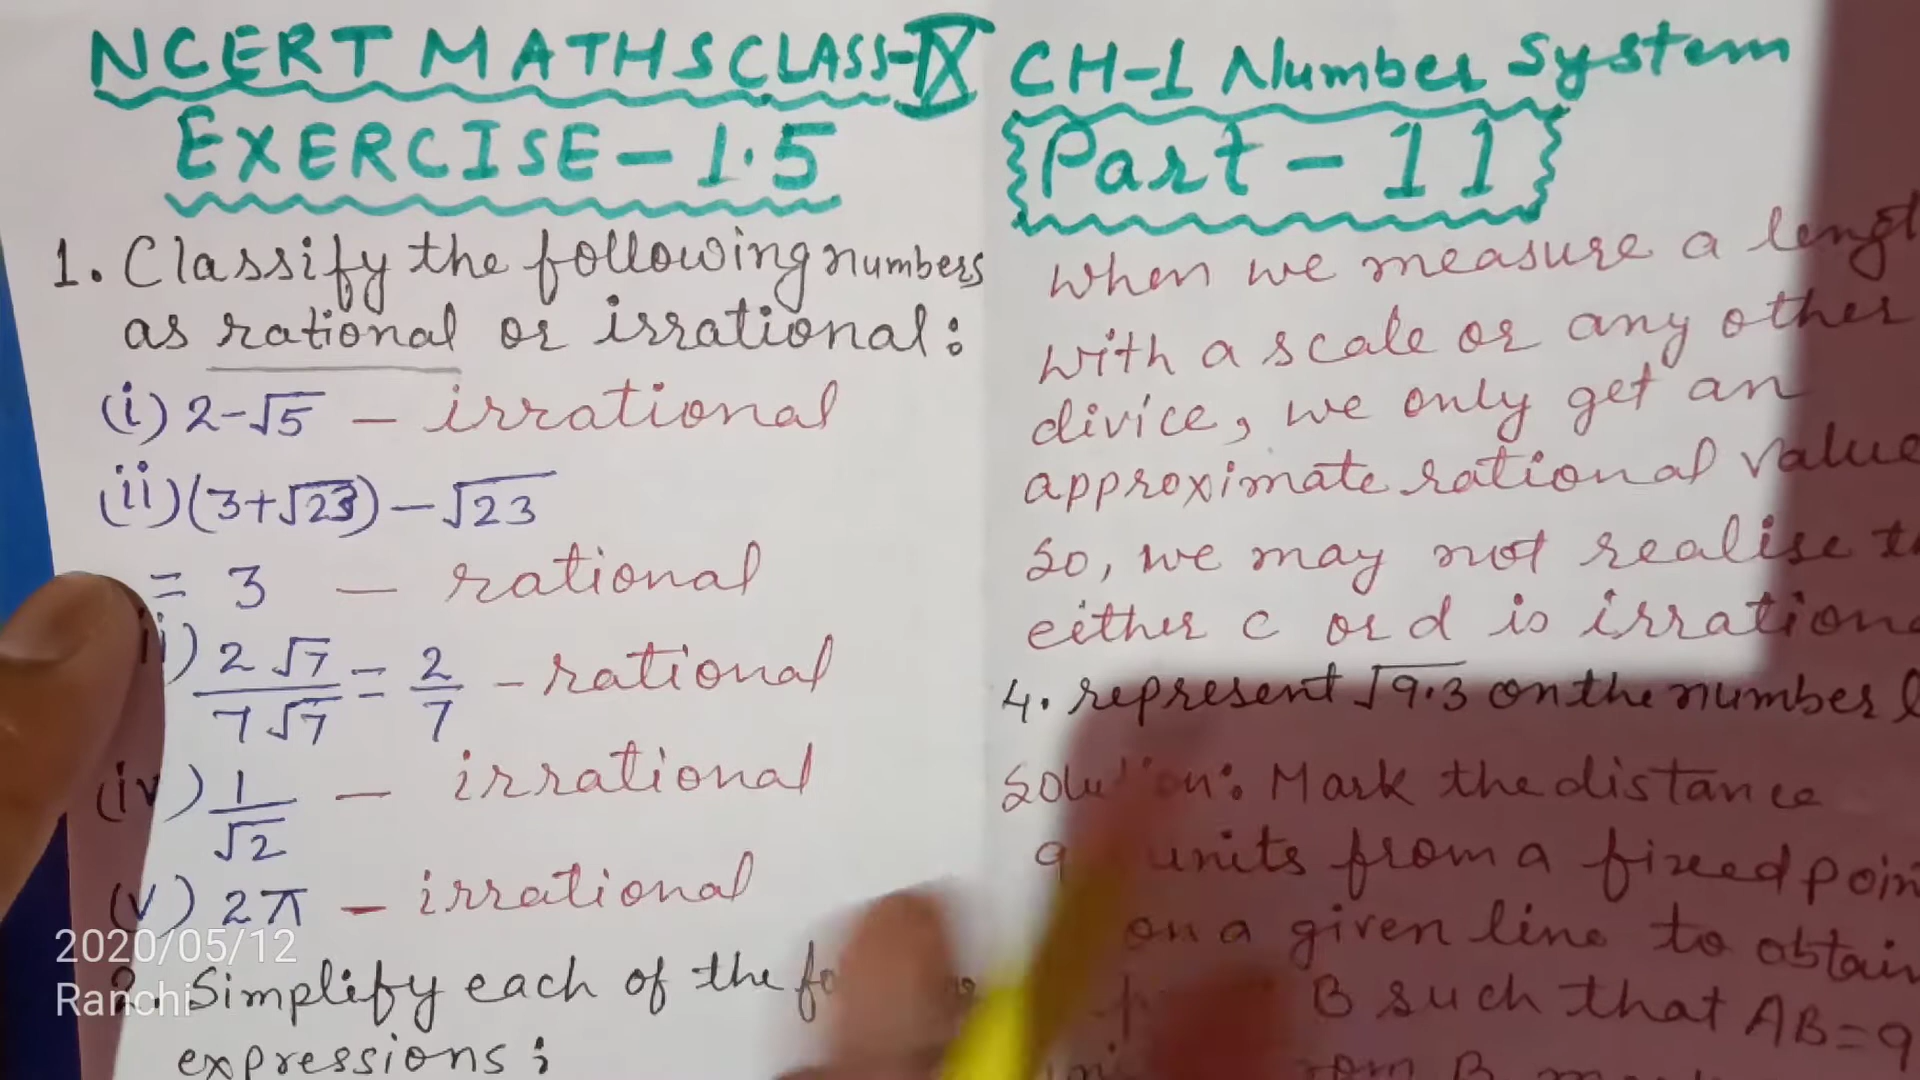 NCERT MATHS CLASS-IX
EXERCISE-1.5
1. Classify the following numbers
as rational or irrational:
(i) 2-√5 - irrational
(ii) (3+√23)-√23
= 3 - rational
2√7/7√7 = 2/7 - rational
(iv) 1/√2 - irrational
(v) 2π - irrational
2. Simplify each of the
expressions:
CH-1 Number System
Part-11
When we measure a
with a scale or any other
divice, we only get an
approximate rational value
so, we may not realise
either c or d is
4. represent √9.3 on the number
Solution: Mark the distance
units from a fixed
on a given line to obtain
B such that AB=9
2020/05/12
Ranchi